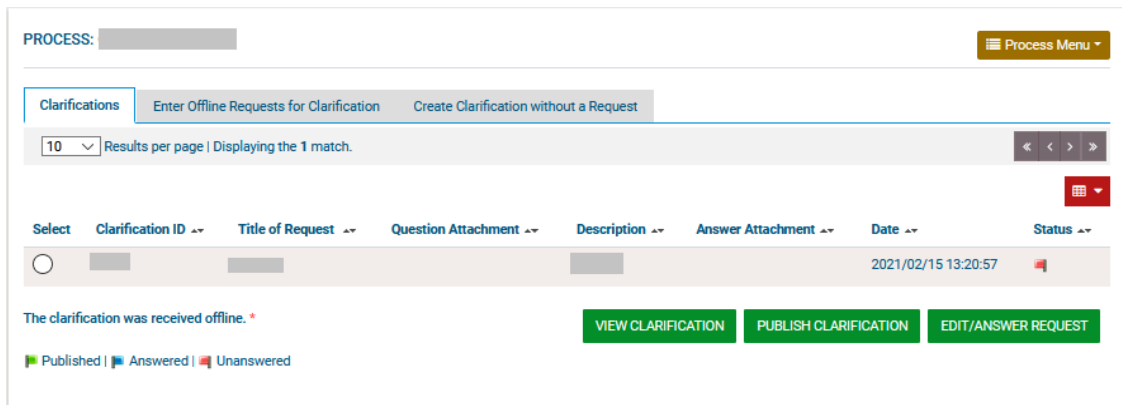 PROCESS:
Process Menu
Clarifications Enter Offline Requests for Clarification Create Clarification without a Request
10 Results per page | Displaying the 1 match.
« < > »
Select Clarification ID Title of Request Question Attachment Description Answer Attachment Date Status
2021/02/15 13:20:57
The clarification was received offline. *
VIEW CLARIFICATION PUBLISH CLARIFICATION EDIT/ANSWER REQUEST
Published | Answered | Unanswered